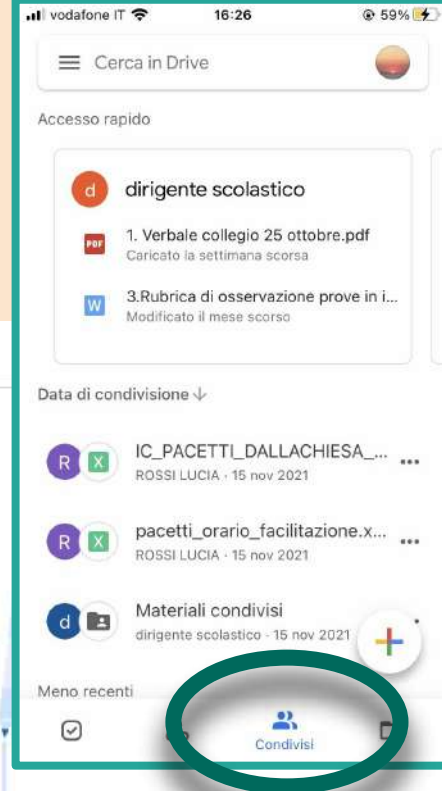 vodafone IT 16:26 59%
Cerca in Drive
Accesso rapido
d dirigente scolastico
PDF 1. Verbale collegio 25 ottobre.pdf
Caricato la settimana scorsa
W 3.Rubrica di osservazione prove in i...
Modificato il mese scorso
Data di condivisione
R X IC_PACETTI_DALLACHIESA_...
ROSSI LUCIA · 15 nov 2021
R X pacetti_orario_facilitazione.x...
ROSSI LUCIA · 15 nov 2021
d Materiali condivisi
dirigente scolastico · 15 nov 2021
Meno recenti
Condivisi